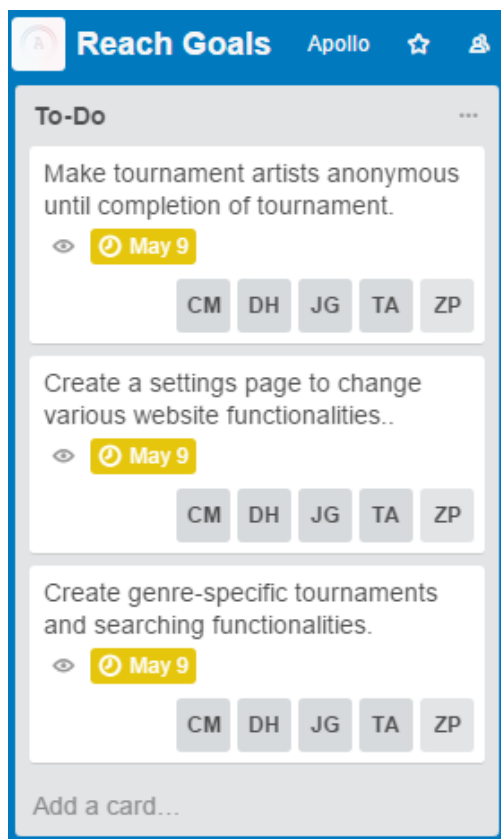 Reach Goals Apollo
To-Do
Make tournament artists anonymous
until completion of tournament.
May 9
CM DH JG TA ZP
Create a settings page to change
various website functionalities..
May 9
CM DH JG TA ZP
Create genre-specific tournaments
and searching functionalities.
May 9
CM DH JG TA ZP
Add a card...